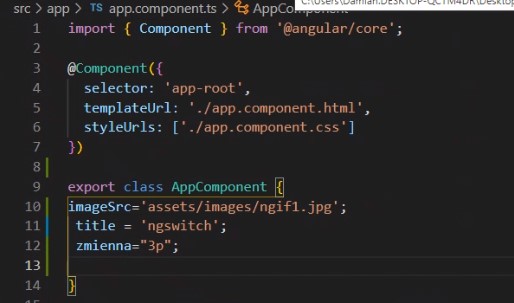 C:\Users\Damian.DESKTOP-QCTM4DR\Desktop
src > app > TS app.component.ts > AppComponent
1 import { Component } from '@angular/core';
2
3 @Component({
4 selector: 'app-root',
5 templateUrl: './app.component.html',
6 styleUrls: ['./app.component.css']
7 })
8
9 export class AppComponent {
10 imageSrc='assets/images/ngif1.jpg';
11 title = 'ngswitch';
12 zmienna="3p";
13
14 }
15